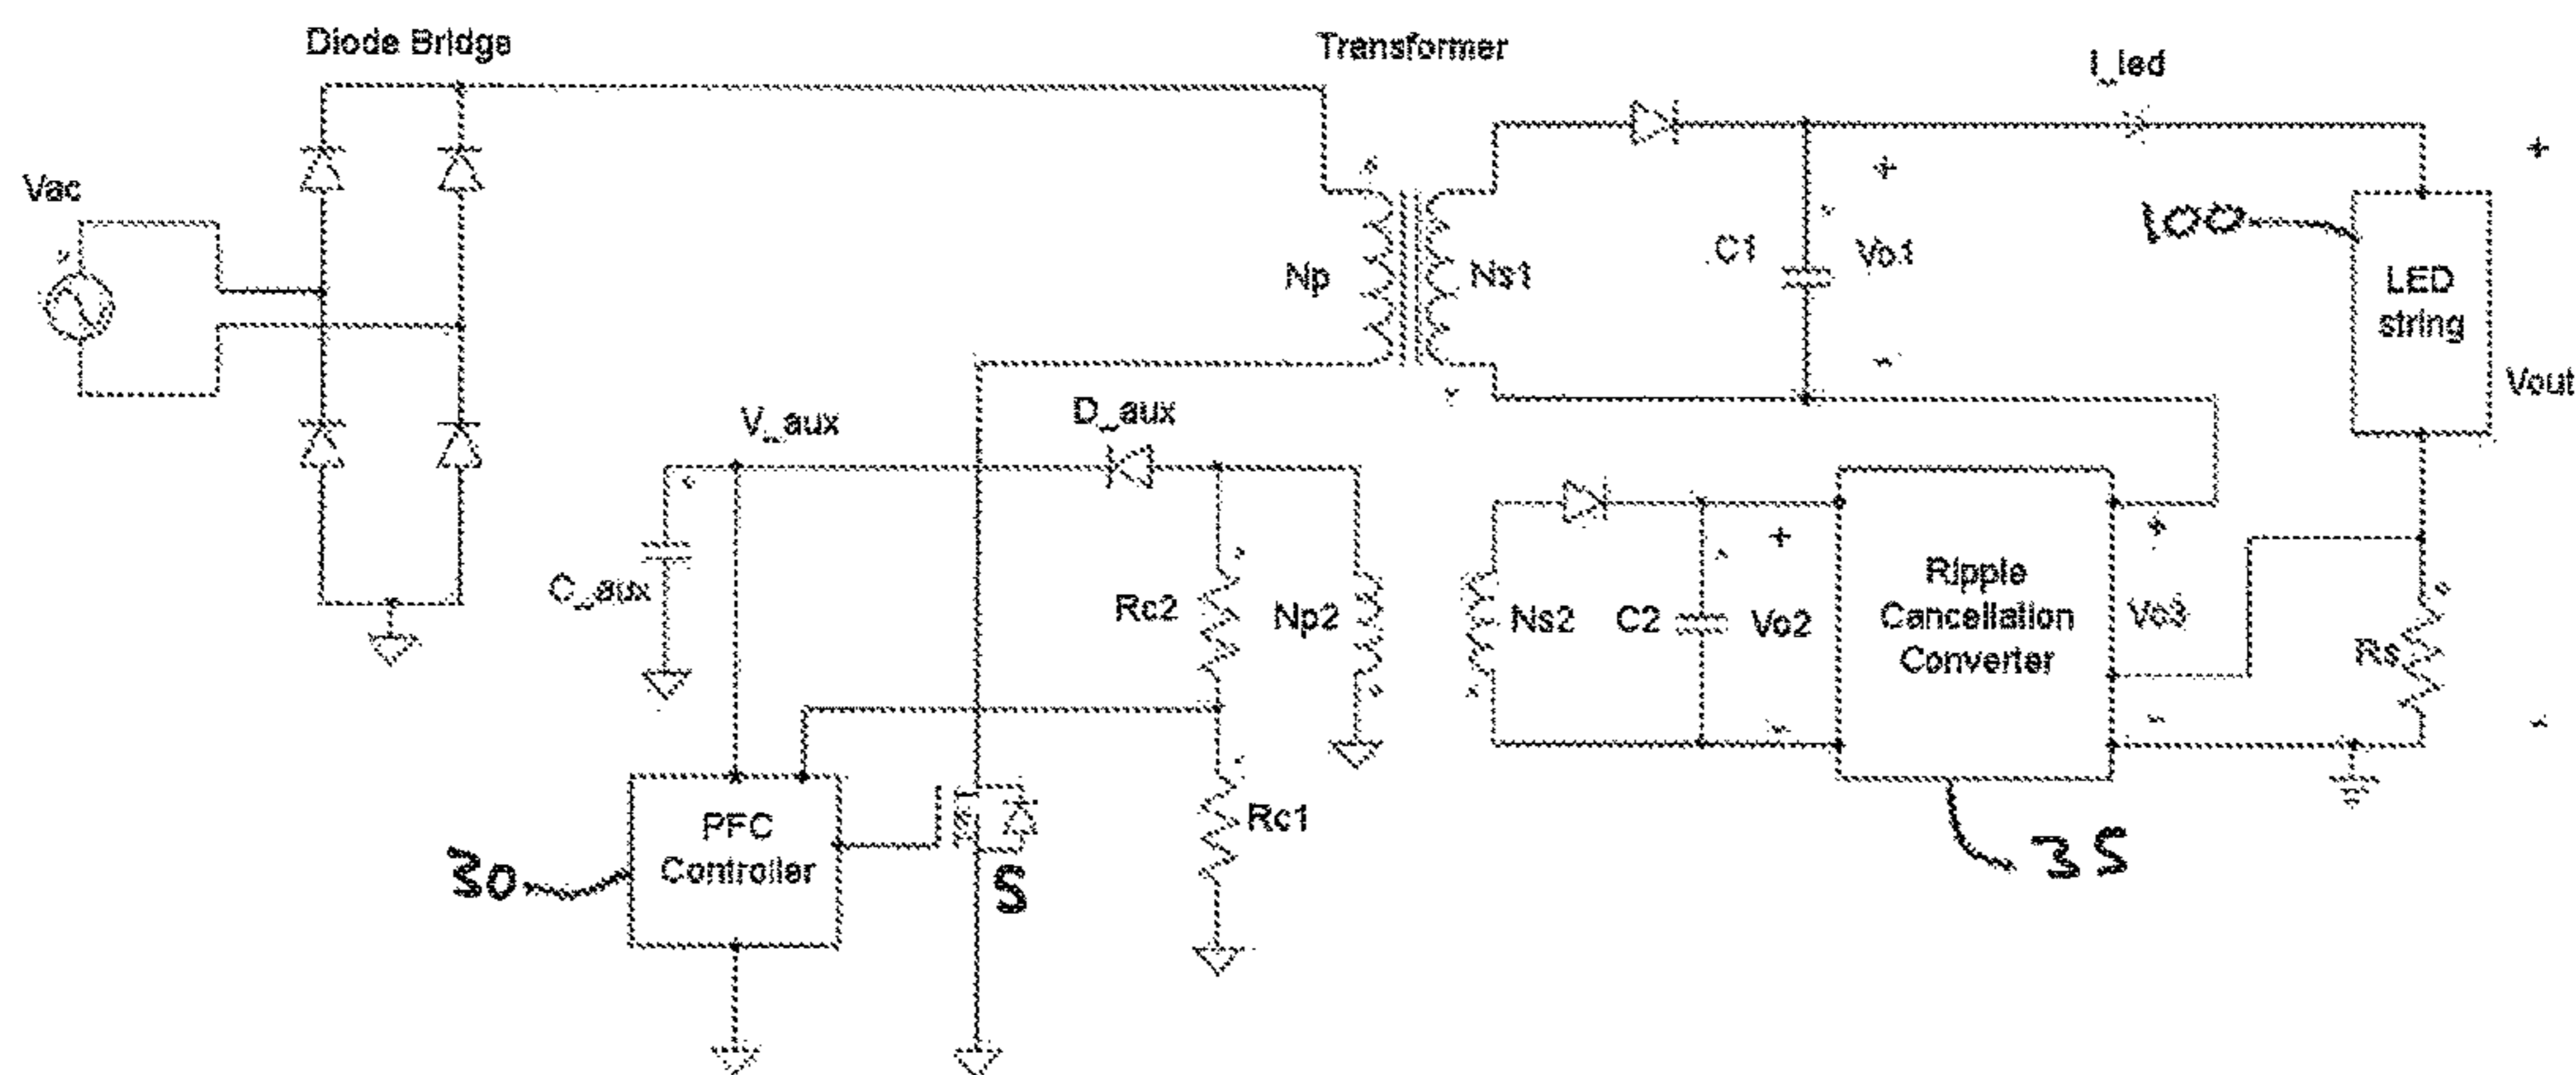 Diode Bridge
Transformer
I_led
Vac
+
+
100
C1
Vo1
Np
Ns1
LED
string
-
Vout
V_aux
D_aux
+
+
C_aux
Rc2
Np2
Ns2
C2
Vo2
Ripple
Cancellation
Converter
Vo3
Rs
-
-
-
PFC
Controller
Rc1
30
S
35